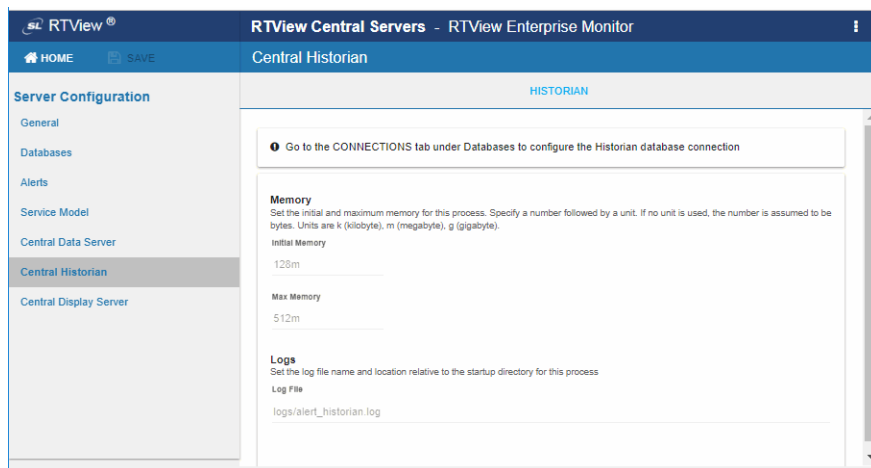 SL RTView ®
RTView Central Servers - RTView Enterprise Monitor
HOME
SAVE
Central Historian
Server Configuration
General
Databases
Alerts
Service Model
Central Data Server
Central Historian
Central Display Server
HISTORIAN
Go to the CONNECTIONS tab under Databases to configure the Historian database connection
Memory
Set the initial and maximum memory for this process. Specify a number followed by a unit. If no unit is used, the number is assumed to be
bytes. Units are k (kilobyte), m (megabyte), g (gigabyte).
Initial Memory
128m
Max Memory
512m
Logs
Set the log file name and location relative to the startup directory for this process
Log File
logs/alert_historian.log